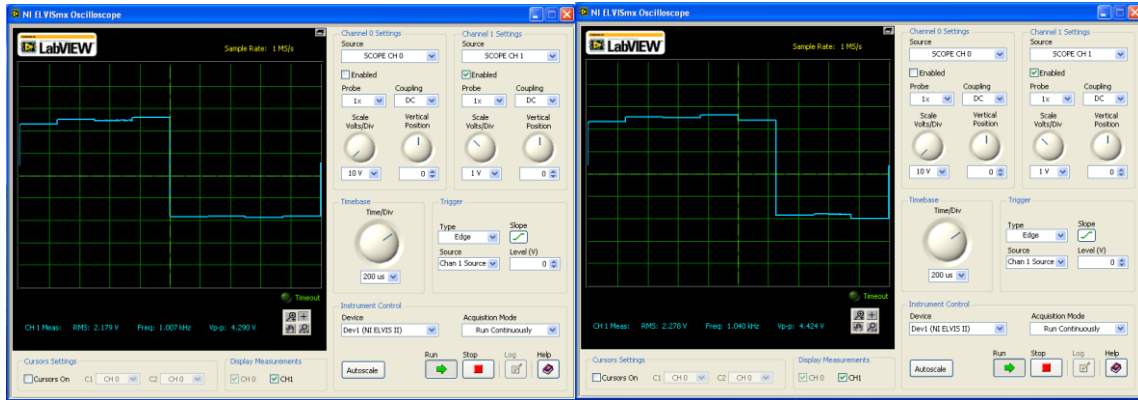 NI ELVISmx Oscilloscope
LabVIEW
Sample Rate: 1 MS/s
CH 1 Meas: RMS: 2.179 V Freq: 1.007 kHz Vp-p: 4.290 V
Cursors Settings
Cursors On C1 CH 0 C2 CH 0
Display Measurements
CH 0 CH1
Channel 0 Settings
Source
SCOPE CH 0
Enabled
Probe Coupling
1x DC
Scale Vertical
Volts/Div Position
10 V 0
Channel 1 Settings
Source
SCOPE CH 1
Enabled
Probe Coupling
1x DC
Scale Vertical
Volts/Div Position
1 V 0
Timebase
Time/Div
200 us
Trigger
Type Slope
Edge
Source Level (V)
Chan 1 Source 0
Timeout
Instrument Control
Device Acquisition Mode
Dev1 (NI ELVIS II) Run Continuously
Run Stop Log Help
Autoscale
NI ELVISmx Oscilloscope
LabVIEW
Sample Rate: 1 MS/s
CH 1 Meas: RMS: 2.278 V Freq: 1.040 kHz Vp-p: 4.424 V
Cursors Settings
Cursors On C1 CH 0 C2 CH 0
Display Measurements
CH 0 CH1
Channel 0 Settings
Source
SCOPE CH 0
Enabled
Probe Coupling
1x DC
Scale Vertical
Volts/Div Position
10 V 0
Channel 1 Settings
Source
SCOPE CH 1
Enabled
Probe Coupling
1x DC
Scale Vertical
Volts/Div Position
1 V 0
Timebase
Time/Div
200 us
Trigger
Type Slope
Edge
Source Level (V)
Chan 1 Source 0
Timeout
Instrument Control
Device Acquisition Mode
Dev1 (NI ELVIS II) Run Continuously
Run Stop Log Help
Autoscale